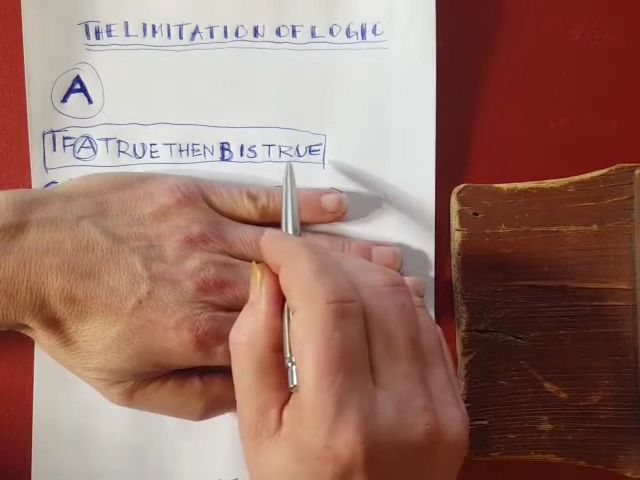 THE LIMITATION OF LOGIC
A
IF A TRUE THEN B IS TRUE